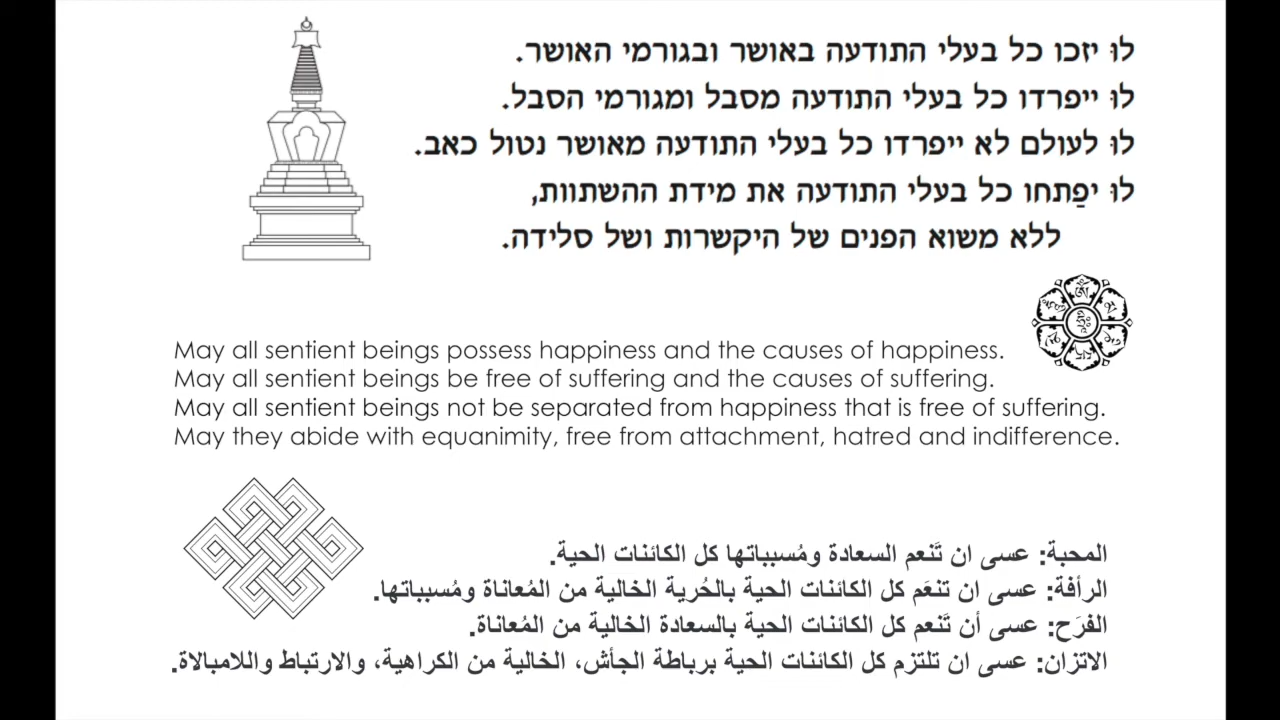 לוּ יזכו כל בעלי התודעה באושר ובגורמי האושר.
לוּ ייפרדו כל בעלי התודעה מסבל ומגורמי הסבל.
לוּ לעולם לא ייפרדו כל בעלי התודעה מאושר נטול כאב.
לוּ יפַתחו כל בעלי התודעה את מידת ההשתוות,
ללא משוא הפנים של היקשרות ושל סלידה.
May all sentient beings possess happiness and the causes of happiness.
May all sentient beings be free of suffering and the causes of suffering.
May all sentient beings not be separated from happiness that is free of suffering.
May they abide with equanimity, free from attachment, hatred and indifference.
المحبة: عسى ان تَنعم السعادة ومُسبباتها كل الكائنات الحية.
الرأفة: عسى ان تنعَم كل الكائنات الحية بالحُرية الخالية من المُعاناة ومُسبباتها.
الفرَح: عسى أن تَنعم كل الكائنات الحية بالسعادة الخالية من المُعاناة.
الاتزان: عسى ان تلتزم كل الكائنات الحية برباطة الجأش، الخالية من الكراهية، والارتباط واللامبالاة.